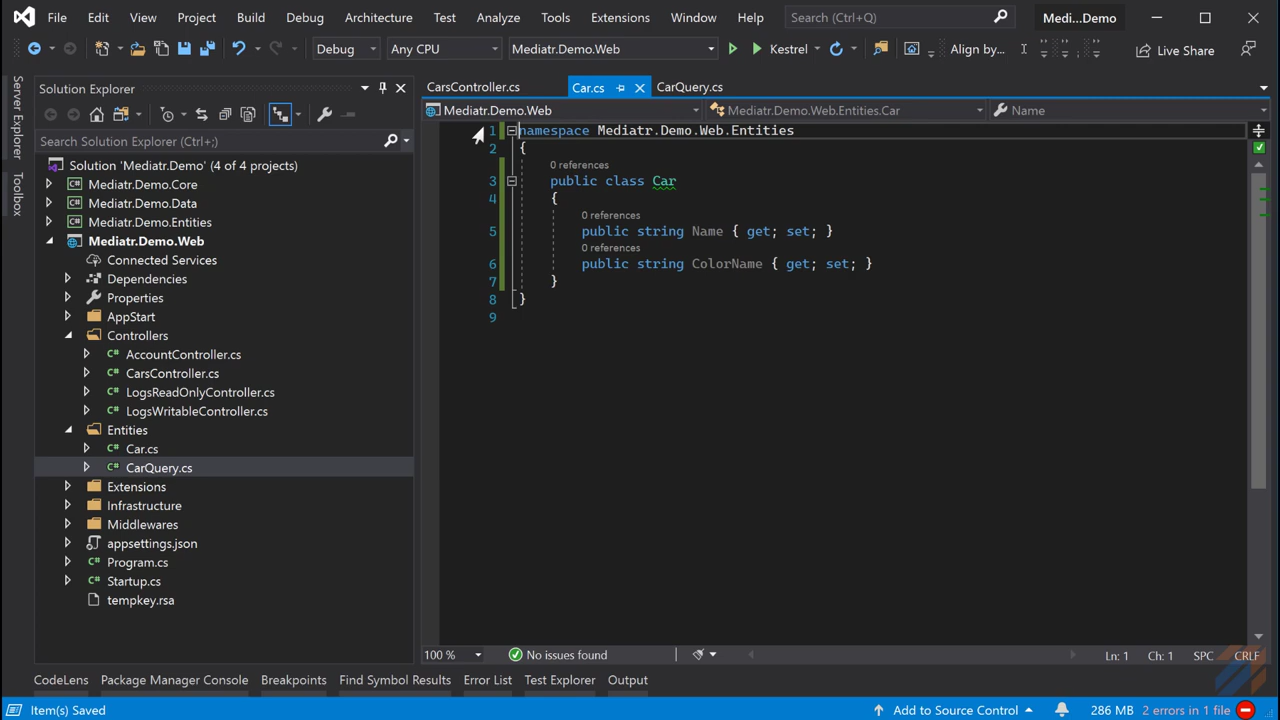 File Edit View Project Build Debug Architecture Test Analyze Tools Extensions Window Help Search (Ctrl+Q) Medi...Demo
Debug Any CPU Mediatr.Demo.Web Kestrel Align by... Live Share
Server Explorer
Toolbox
Solution Explorer
Search Solution Explorer (Ctrl+;)
Solution 'Mediatr.Demo' (4 of 4 projects)
Mediatr.Demo.Core
Mediatr.Demo.Data
Mediatr.Demo.Entities
Mediatr.Demo.Web
Connected Services
Dependencies
Properties
AppStart
Controllers
C# AccountController.cs
C# CarsController.cs
C# LogsReadOnlyController.cs
C# LogsWritableController.cs
Entities
C# Car.cs
C# CarQuery.cs
Extensions
Infrastructure
Middlewares
appsettings.json
C# Program.cs
C# Startup.cs
tempkey.rsa
CarsController.cs Car.cs CarQuery.cs
Mediatr.Demo.Web Mediatr.Demo.Web.Entities.Car Name
1 namespace Mediatr.Demo.Web.Entities
2 {
0 references
3 public class Car
4 {
0 references
5 public string Name { get; set; }
0 references
6 public string ColorName { get; set; }
7 }
8 }
9
100 % No issues found Ln: 1 Ch: 1 SPC CRLF
CodeLens Package Manager Console Breakpoints Find Symbol Results Error List Test Explorer Output
Item(s) Saved Add to Source Control 286 MB 2 errors in 1 file